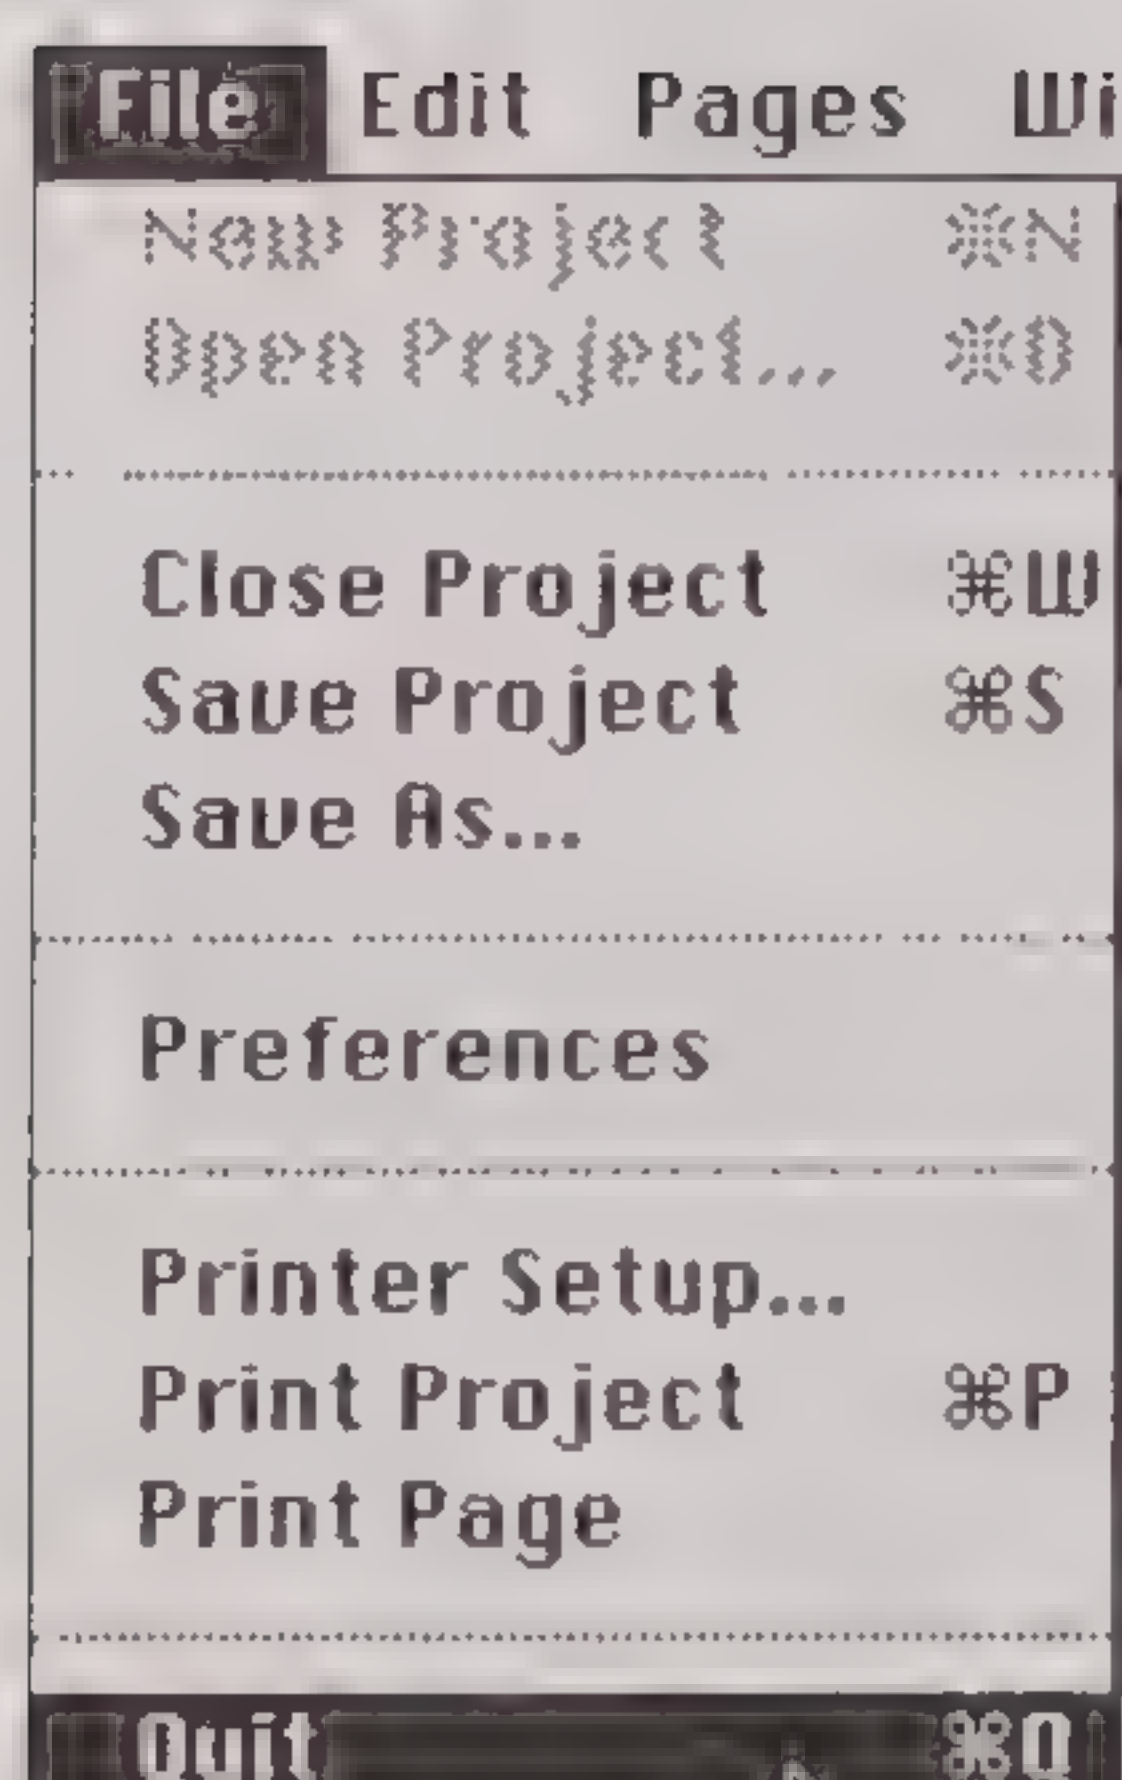 File Edit Pages Wi
New Project ⌘N
Open Project... ⌘O
Close Project ⌘W
Save Project ⌘S
Save As...
Preferences
Printer Setup...
Print Project ⌘P
Print Page
Quit ⌘Q